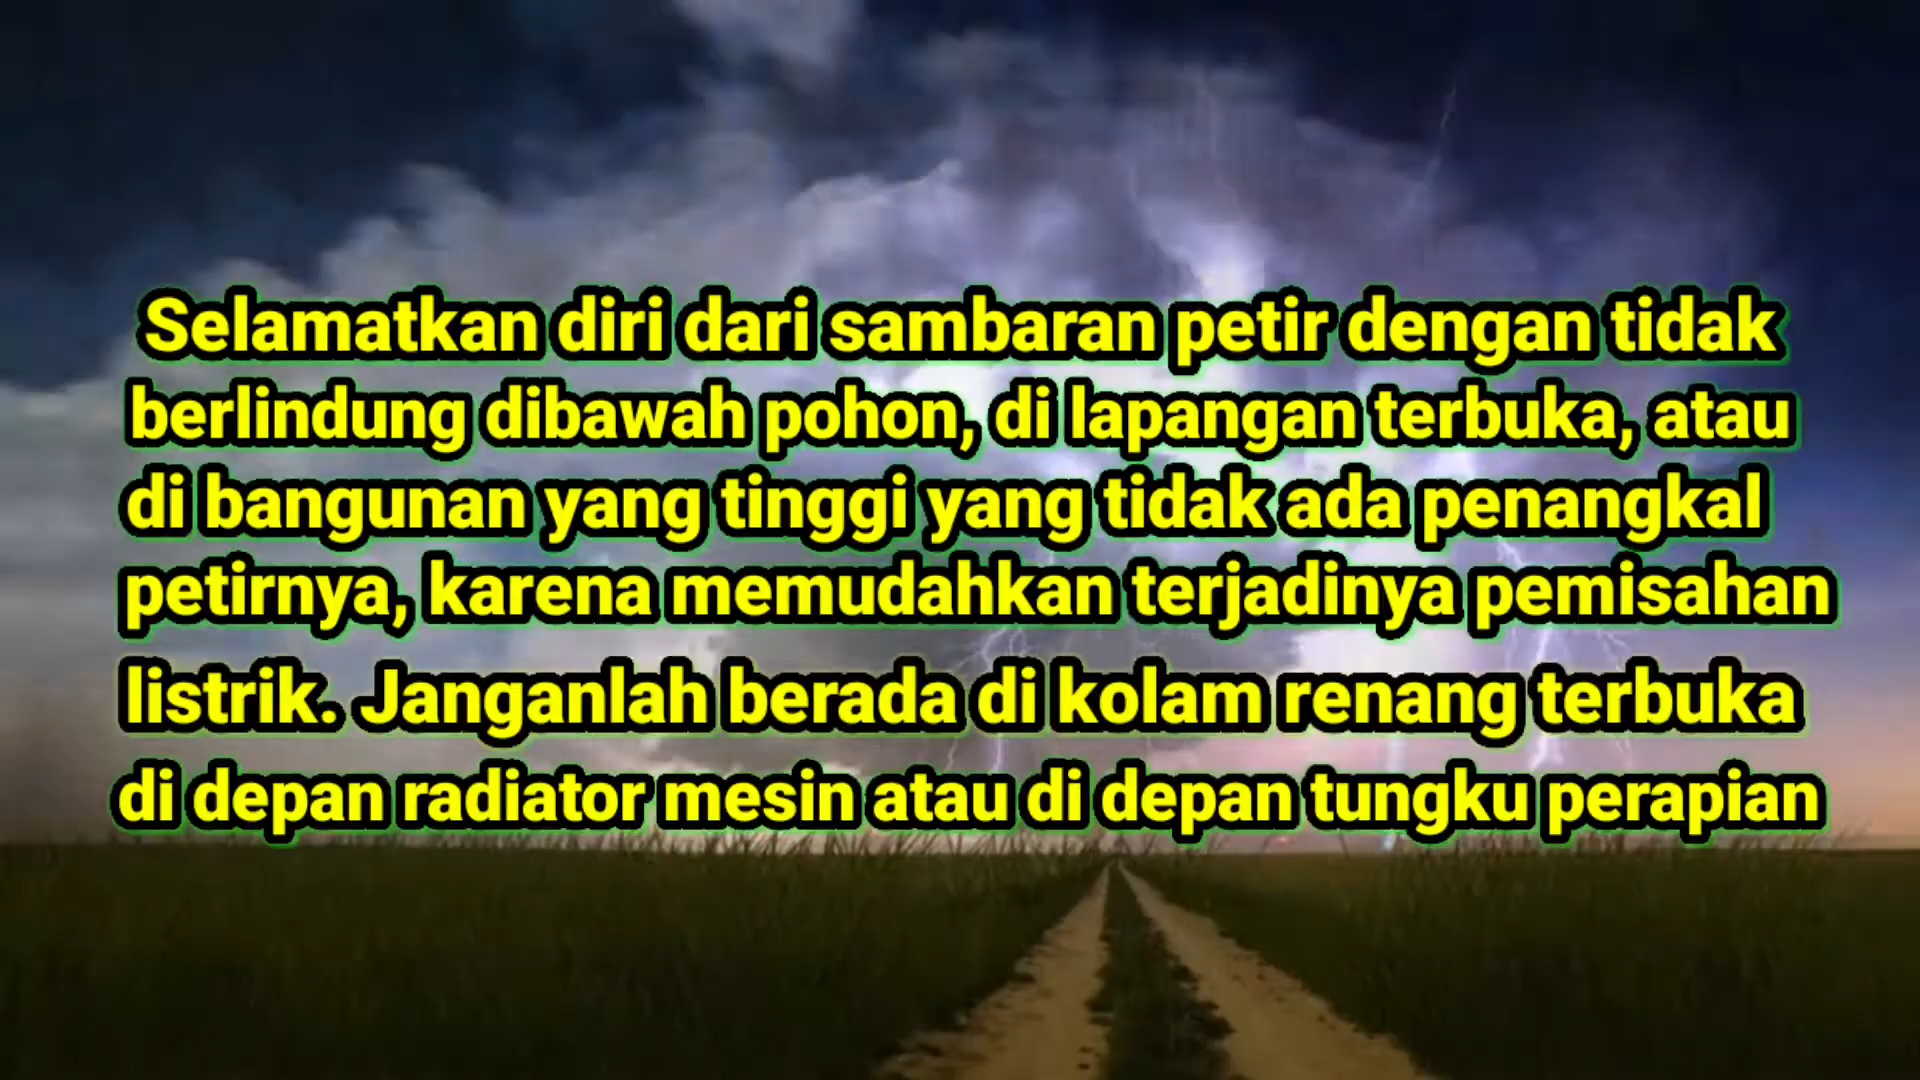 Selamatkan diri dari sambaran petir dengan tidak
berlindung dibawah pohon, di lapangan terbuka, atau
di bangunan yang tinggi yang tidak ada penangkal
petirnya, karena memudahkan terjadinya pemisahan
listrik. Janganlah berada di kolam renang terbuka
di depan radiator mesin atau di depan tungku perapian